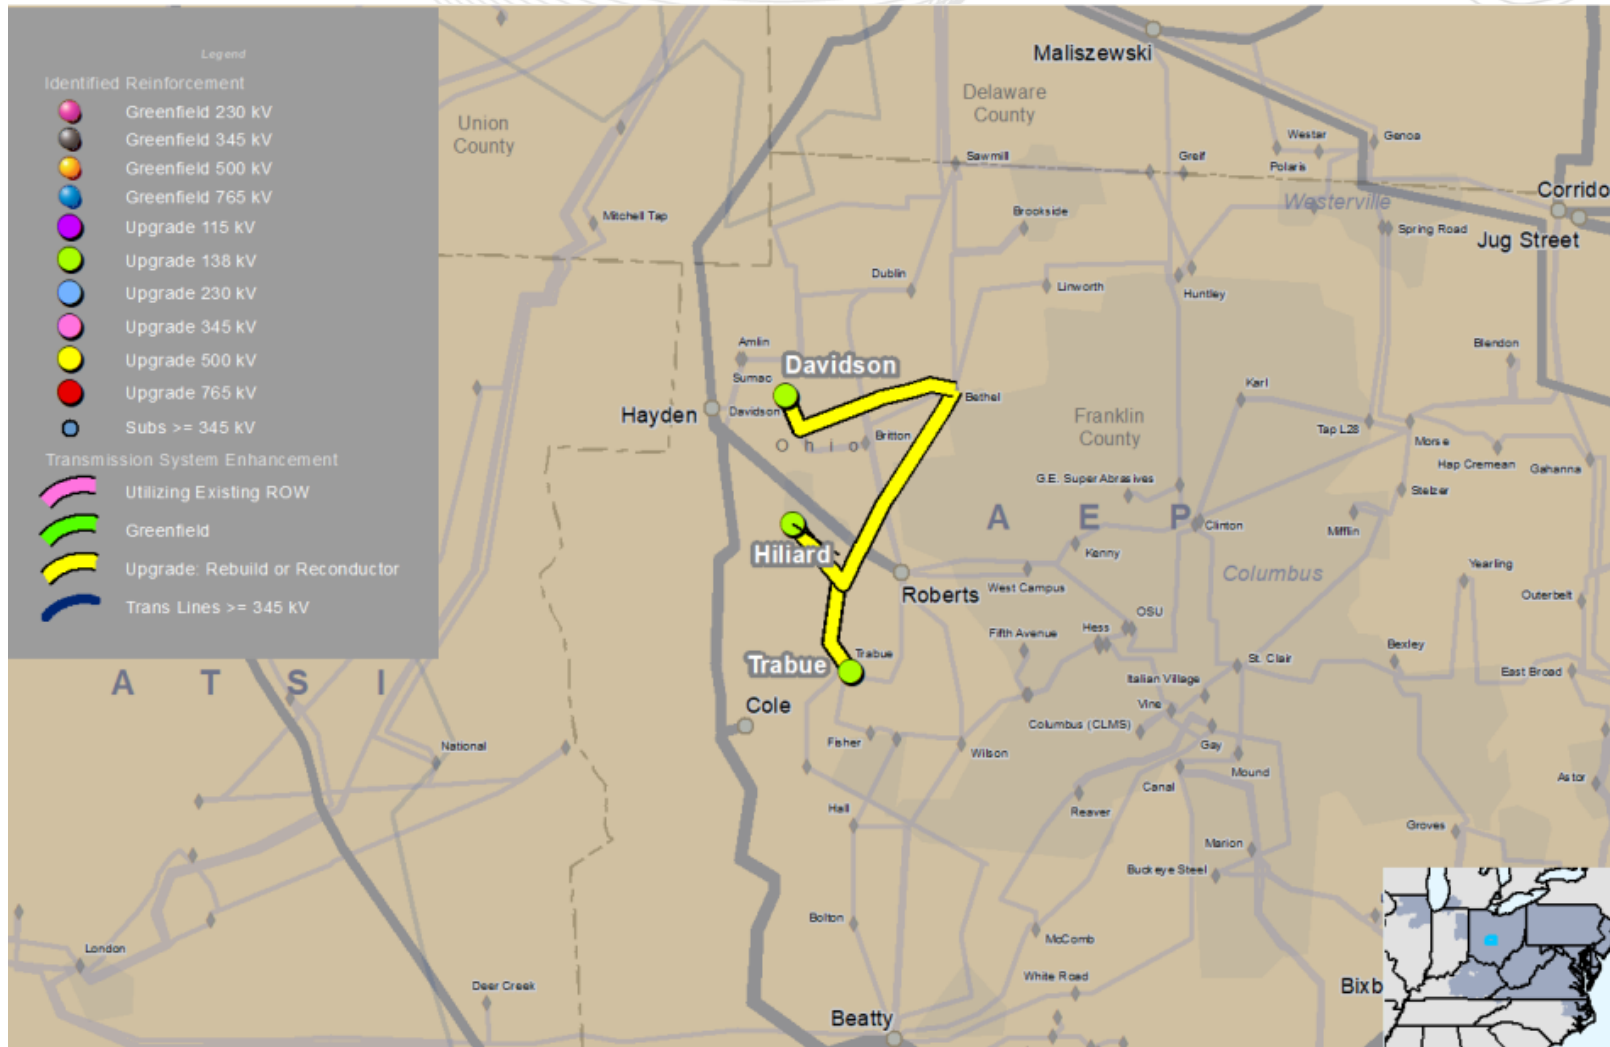 Legend
Identified Reinforcement
Greenfield 230 kV
Greenfield 345 kV
Greenfield 500 kV
Greenfield 765 kV
Upgrade 115 kV
Upgrade 138 kV
Upgrade 230 kV
Upgrade 345 kV
Upgrade 500 kV
Upgrade 765 kV
Subs >= 345 kV
Transmission System Enhancement
Utilizing Existing ROW
Greenfield
Upgrade: Rebuild or Reconductor
Trans Lines >= 345 kV
Maliszewski
Delaware
County
Union
County
Wester
Genoa
Sawmill
Greif
Polaris
Corrido
Westerville
Mitchell Tap
Brookside
Spring Road
Jug Street
Dublin
Linworth
Huntley
Amlin
Blendon
Davidson
Sumac
Karl
Bethel
Hayden
Davidson
Franklin
County
Tap L28
Ohio
Britton
Morse
Hap Cremean
Gahanna
G.E. Super Abrasives
Stelzer
AEP
Clinton
Mifflin
Hiliard
Kenny
Columbus
Yearling
Roberts
West Campus
Outerbelt
OSU
Fifth Avenue
Hess
Bexley
Trabue
Trabue
St. Clair
East Broad
Italian Village
ATSI
Cole
Vine
Columbus (CLMS)
National
Fisher
Wilson
Gay
Mound
Astor
Canal
Hall
Reaver
Groves
Marion
Buckeye Steel
Bolton
McComb
London
White Road
Deer Creek
Bixb
Beatty